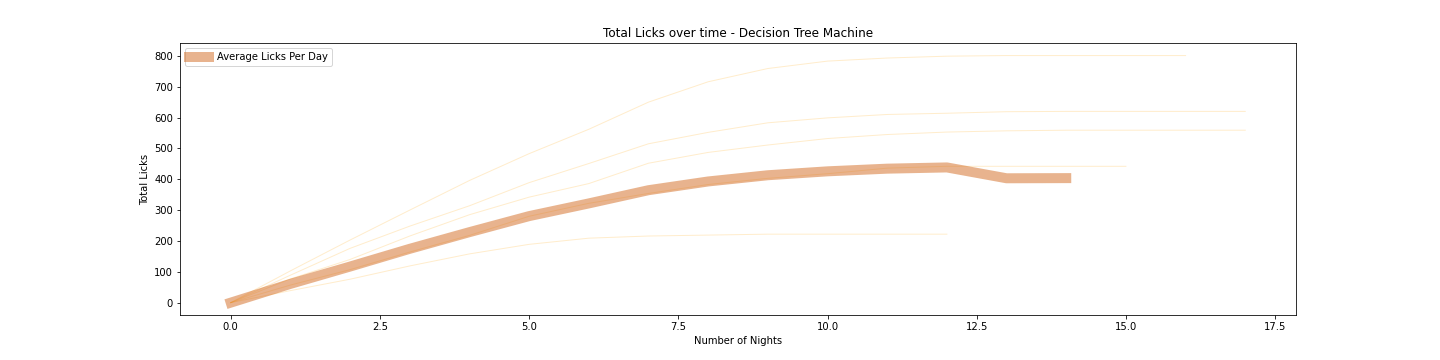 Total Licks over time - Decision Tree Machine
Average Licks Per Day
800
700
600
500
400
300
200
100
0
Total Licks
0.0 2.5 5.0 7.5 10.0 12.5 15.0 17.5
Number of Nights